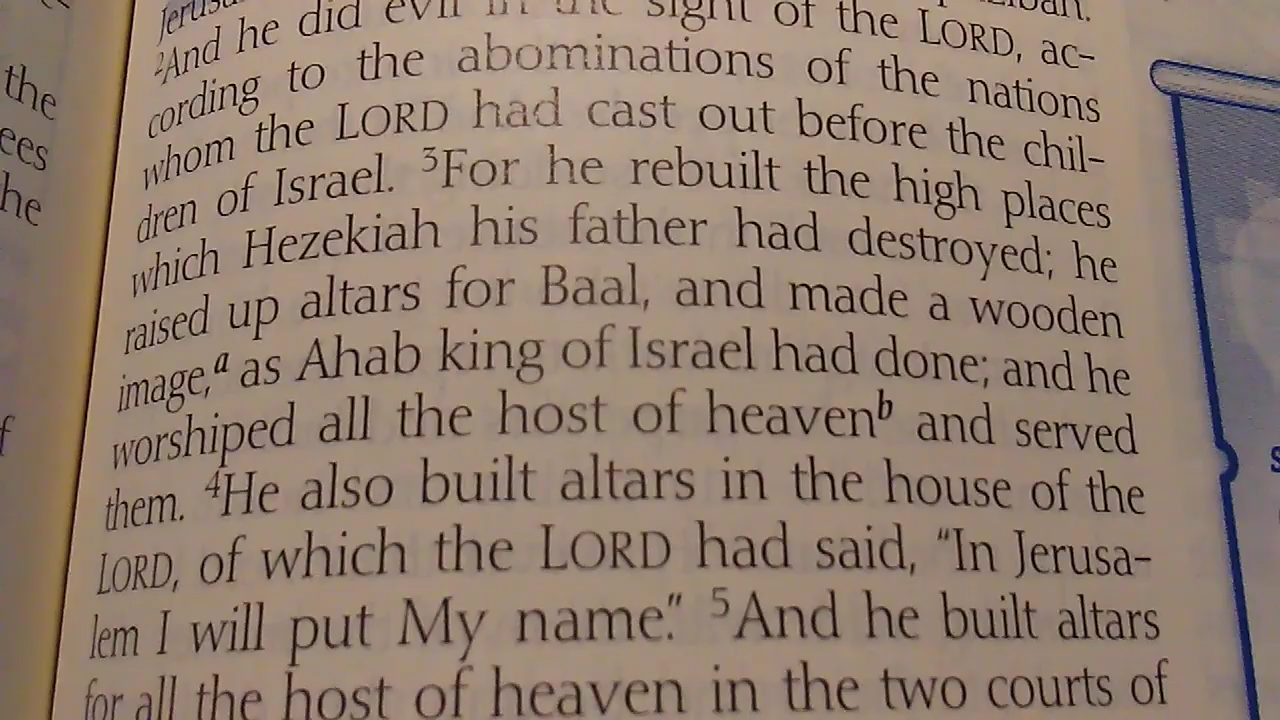 the
ees
he
f
²And he did evil in the sight of the LORD, ac-
cording to the abominations of the nations
whom the LORD had cast out before the chil-
dren of Israel. ³For he rebuilt the high places
which Hezekiah his father had destroyed; he
raised up altars for Baal, and made a wooden
image,ᵃ as Ahab king of Israel had done; and he
worshiped all the host of heavenᵇ and served
them. ⁴He also built altars in the house of the
LORD, of which the LORD had said, “In Jerusa-
lem I will put My name.” ⁵And he built altars
for all the host of heaven in the two courts of